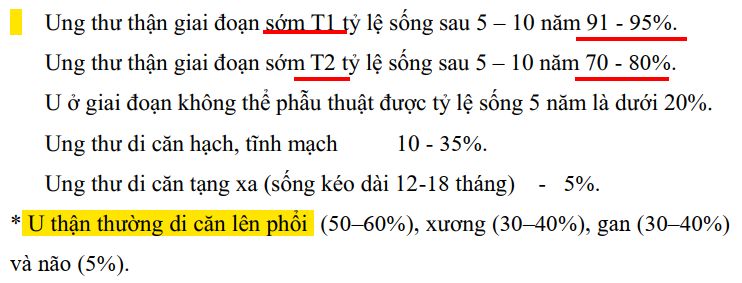 Ung thư thận giai đoạn sớm T1 tỷ lệ sống sau 5 – 10 năm 91 - 95%.
Ung thư thận giai đoạn sớm T2 tỷ lệ sống sau 5 – 10 năm 70 - 80%.
U ở giai đoạn không thể phẫu thuật được tỷ lệ sống 5 năm là dưới 20%.
Ung thư di căn hạch, tĩnh mạch 10 - 35%.
Ung thư di căn tạng xa (sống kéo dài 12-18 tháng) - 5%.
* U thận thường di căn lên phổi (50–60%), xương (30–40%), gan (30–40%)
và não (5%).